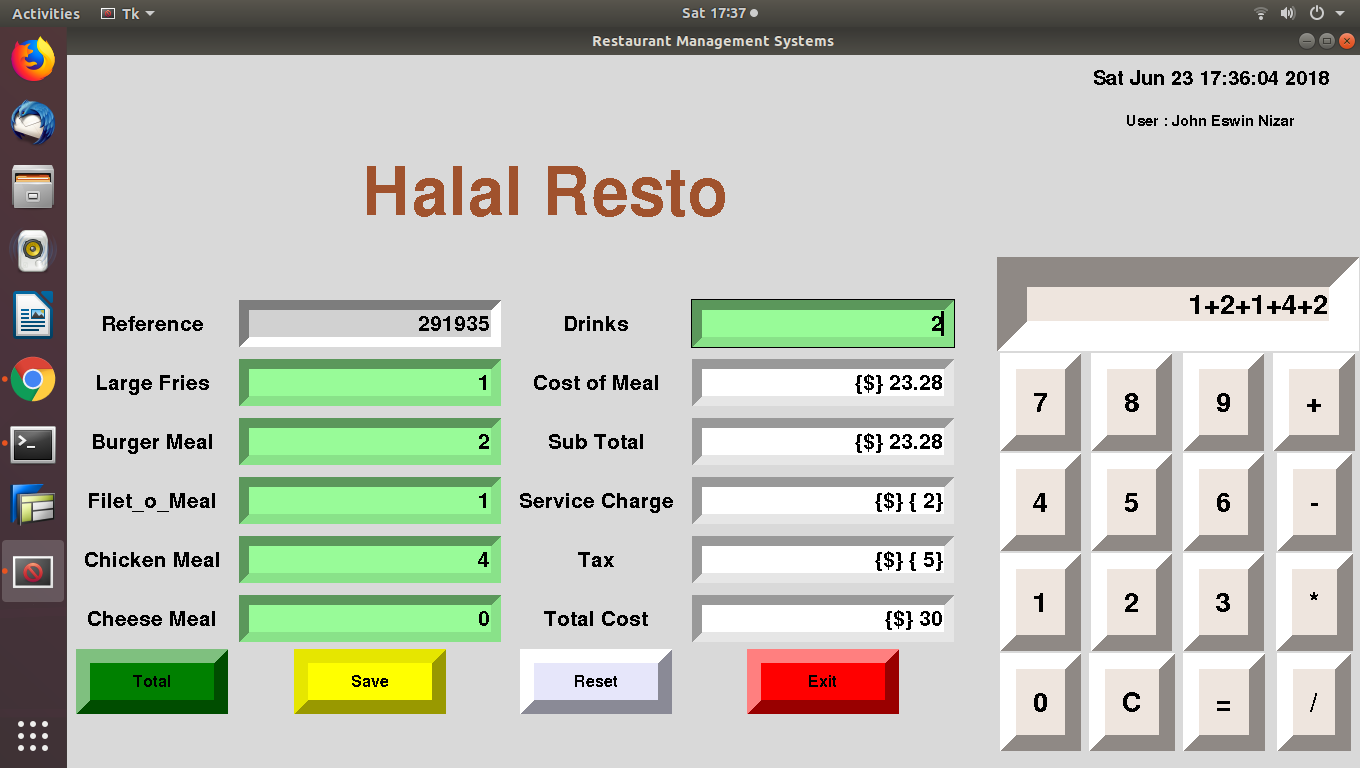 Activities Tk Sat 17:37
Restaurant Management Systems
Sat Jun 23 17:36:04 2018
User : John Eswin Nizar
Halal Resto
1+2+1+4+2
Reference 291935 Drinks 2
Large Fries 1 Cost of Meal {$} 23.28
Burger Meal 2 Sub Total {$} 23.28
Filet_o_Meal 1 Service Charge {$} { 2}
Chicken Meal 4 Tax {$} { 5}
Cheese Meal 0 Total Cost {$} 30
Total Save Reset Exit
7 8 9 +
4 5 6 -
1 2 3 *
0 C = /